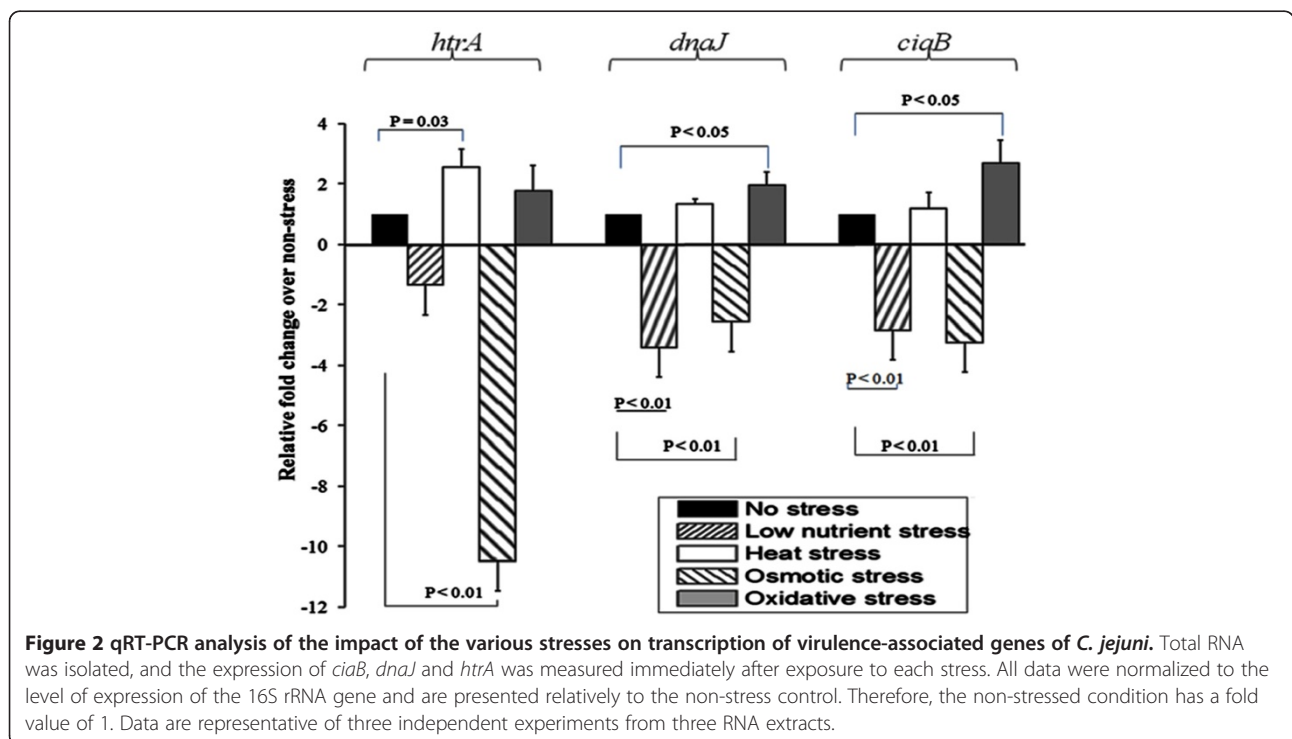 htrA dnaJ ciqB
P < 0.05
P = 0.03 P < 0.05
4
2
0
-2
-4
-6
-8
-10
-12
Relative fold change over non-stress
P < 0.01
P < 0.01
P < 0.01 P < 0.01
P < 0.01
No stress
Low nutrient stress
Heat stress
Osmotic stress
Oxidative stress
Figure 2 qRT-PCR analysis of the impact of the various stresses on transcription of virulence-associated genes of C. jejuni. Total RNA
was isolated, and the expression of ciaB, dnaJ and htrA was measured immediately after exposure to each stress. All data were normalized to the
level of expression of the 16S rRNA gene and are presented relatively to the non-stress control. Therefore, the non-stressed condition has a fold
value of 1. Data are representative of three independent experiments from three RNA extracts.